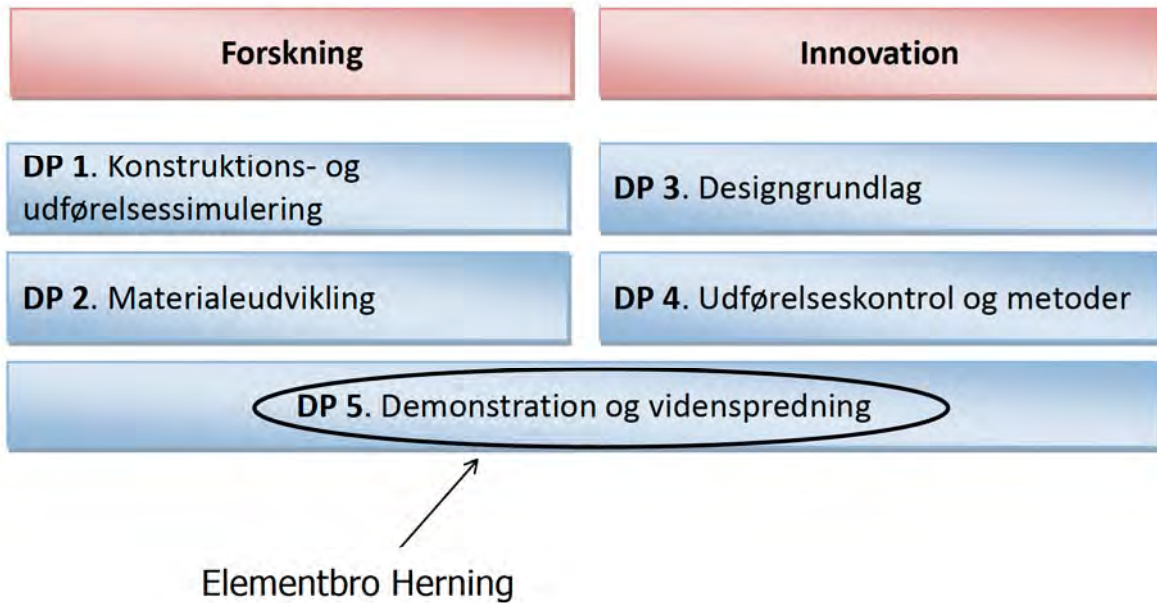 Forskning
Innovation
DP 1. Konstruktions- og
udførelsessimulering
DP 3. Designgrundlag
DP 2. Materialeudvikling
DP 4. Udførelseskontrol og metoder
DP 5. Demonstration og videnspredning
Elementbro Herning